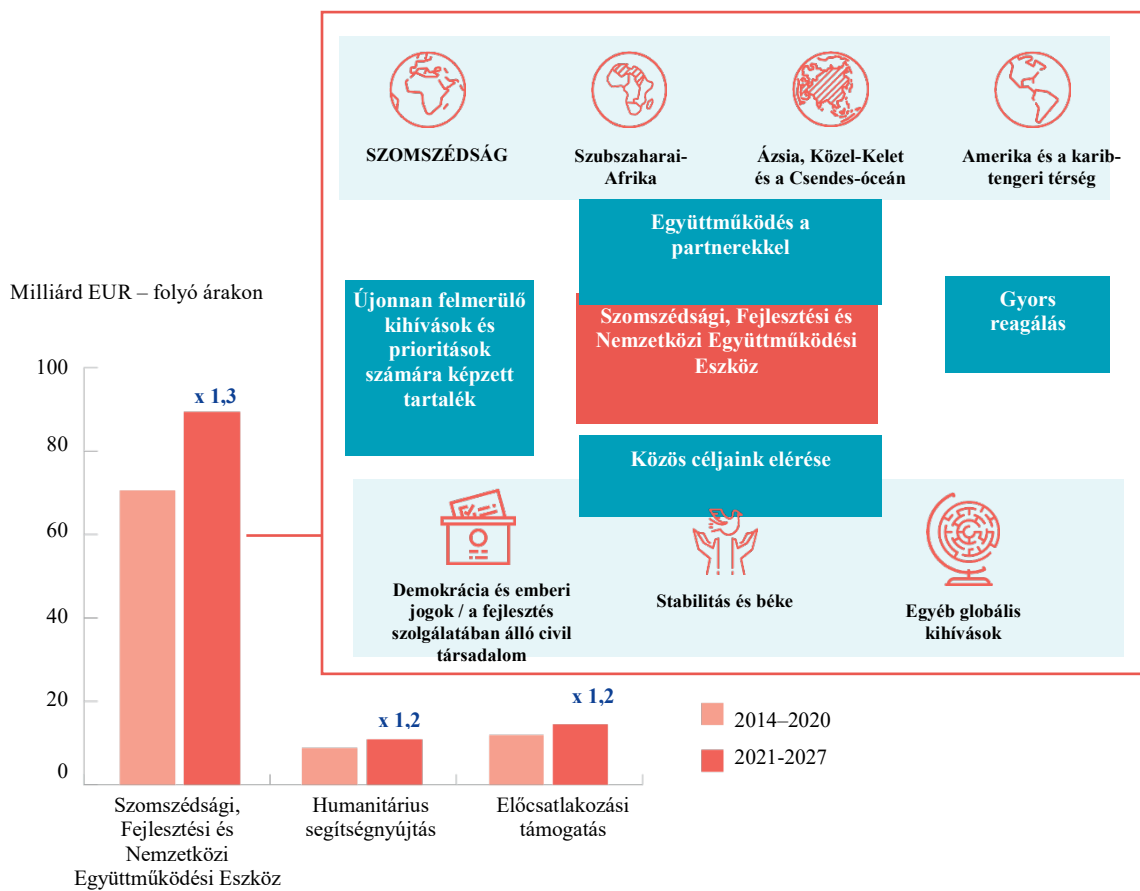 SZOMSZÉDSÁG
Szubszaharai-
Afrika
Ázsia, Közel-Kelet
és a Csendes-óceán
Amerika és a karib-
tengeri térség
Együttműködés a
partnerekkel
Újonnan felmerülő
kihívások és
prioritások
számára képzett
tartalék
Szomszédsági, Fejlesztési és
Nemzetközi Együttműködési
Eszköz
Gyors
reagálás
Közös céljaink elérése
Demokrácia és emberi
jogok / a fejlesztés
szolgálatában álló civil
társadalom
Stabilitás és béke
Egyéb globális
kihívások
Milliárd EUR – folyó árakon
100
80
60
40
20
0
x 1,3
x 1,2
x 1,2
Szomszédsági,
Fejlesztési és
Nemzetközi
Együttműködési Eszköz
Humanitárius
segítségnyújtás
Előcsatlakozási
támogatás
2014–2020
2021-2027